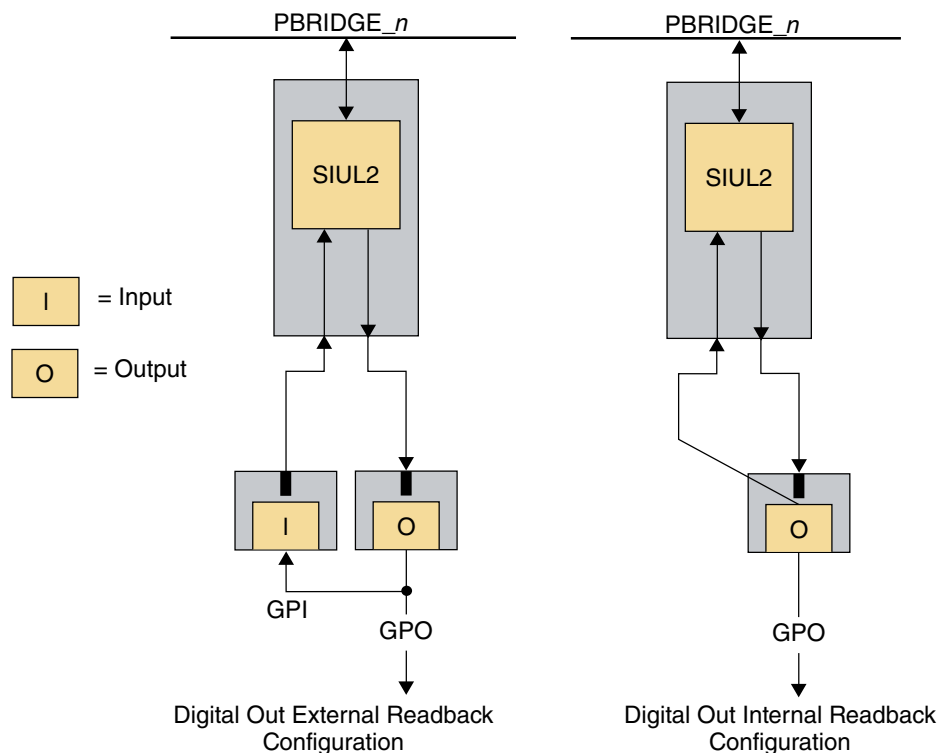 PBRIDGE_n
PBRIDGE_n
SIUL2
SIUL2
I
= Input
O
= Output
I
O
O
GPI
GPO
GPO
Digital Out External Readback
Configuration
Digital Out Internal Readback
Configuration